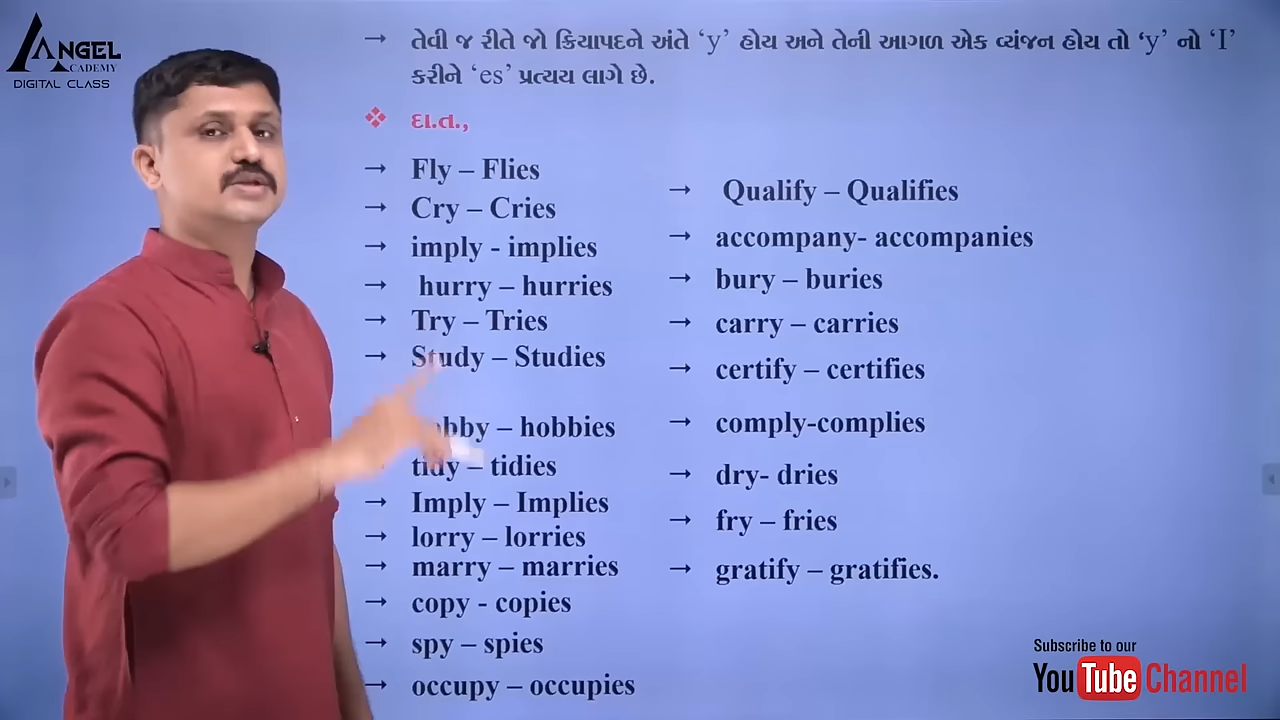 ANGEL
ACADEMY
DIGITAL CLASS
→ તેવી જ રીતે જો ક્રિયાપદને અંતે ‘y’ હોય અને તેની આગળ એક વ્યંજન હોય તો ‘y’ નો ‘I’
કરીને ‘es’ પ્રત્યય લાગે છે.
❖ દા.ત.,
→ Fly – Flies
→ Cry – Cries
→ imply - implies
→ hurry – hurries
→ Try – Tries
→ Study – Studies
– hobbies
tidy – tidies
→ Imply – Implies
→ lorry – lorries
→ marry – marries
→ copy - copies
→ spy – spies
→ occupy – occupies
→ Qualify – Qualifies
→ accompany- accompanies
→ bury – buries
→ carry – carries
→ certify – certifies
→ comply-complies
→ dry- dries
→ fry – fries
→ gratify – gratifies.
Subscribe to our
YouTube Channel